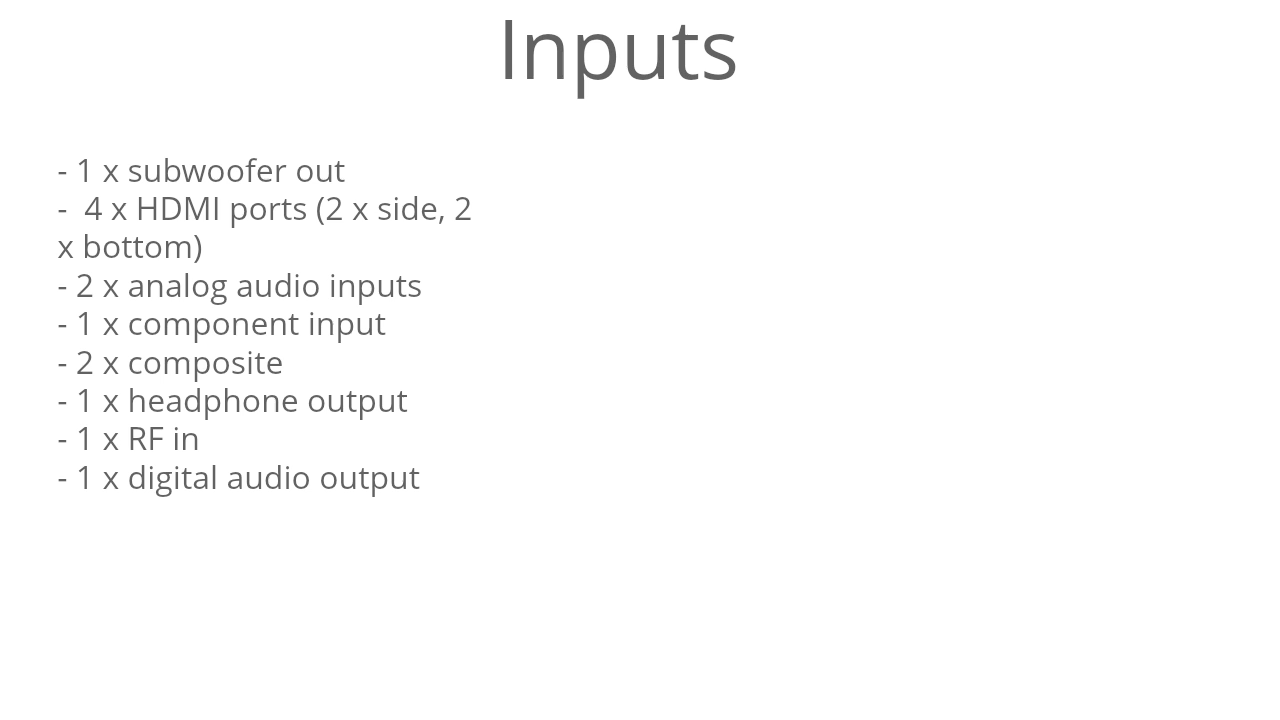 Inputs
- 1 x subwoofer out
-  4 x HDMI ports (2 x side, 2
x bottom)
- 2 x analog audio inputs
- 1 x component input
- 2 x composite
- 1 x headphone output
- 1 x RF in
- 1 x digital audio output